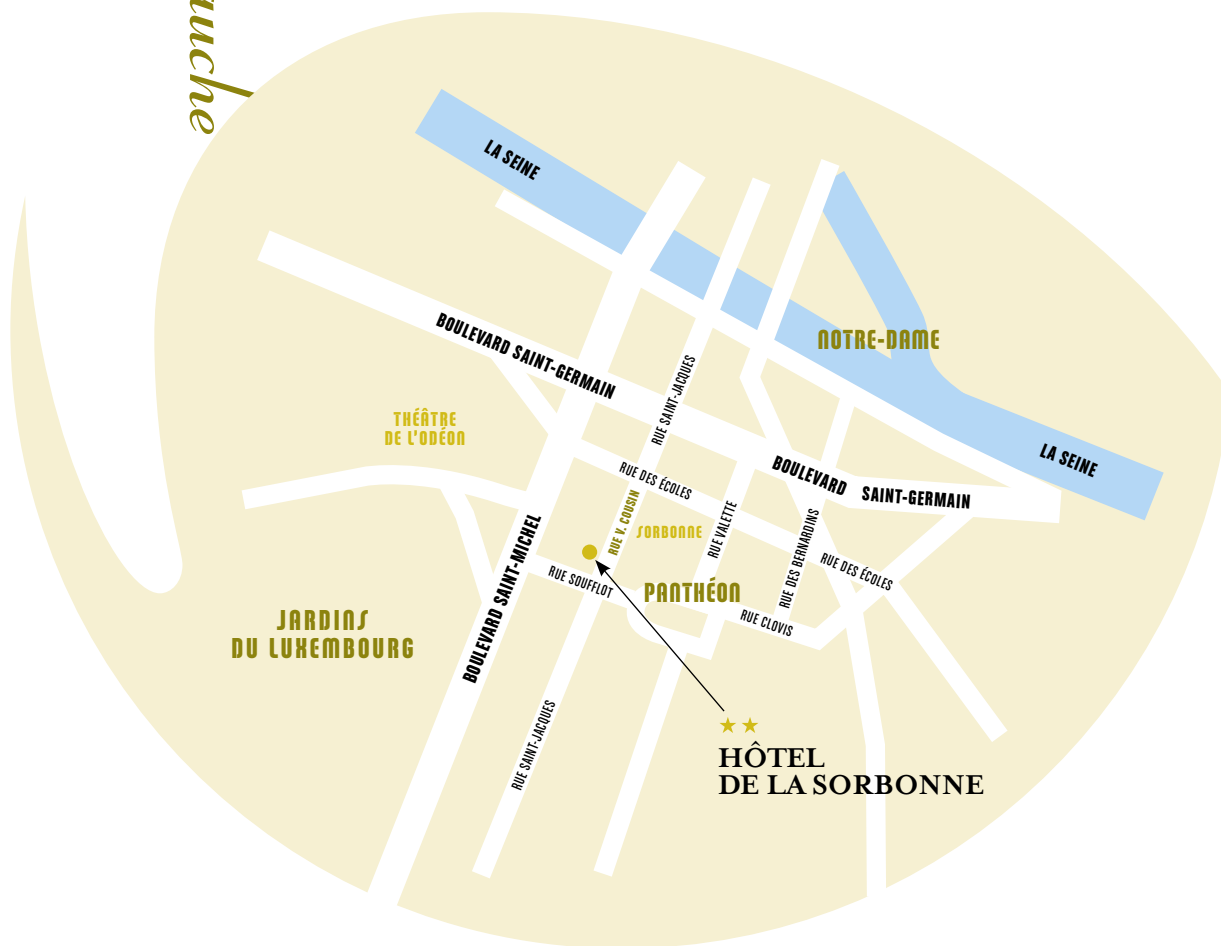 auche
LA SEINE
BOULEVARD SAINT-GERMAIN
NOTRE-DAME
RUE SAINT-JACQUES
THÉÂTRE
DE L'ODÉON
LA SEINE
RUE DES ÉCOLES
BOULEVARD SAINT-GERMAIN
RUE V. COUSIN
SORBONNE
RUE VALETTE
RUE DES BERNARDINS
RUE DES ÉCOLES
BOULEVARD SAINT-MICHEL
RUE SOUFFLOT
PANTHÉON
RUE CLOVIS
JARDINS
DU LUXEMBOURG
RUE SAINT-JACQUES
HÔTEL
DE LA SORBONNE